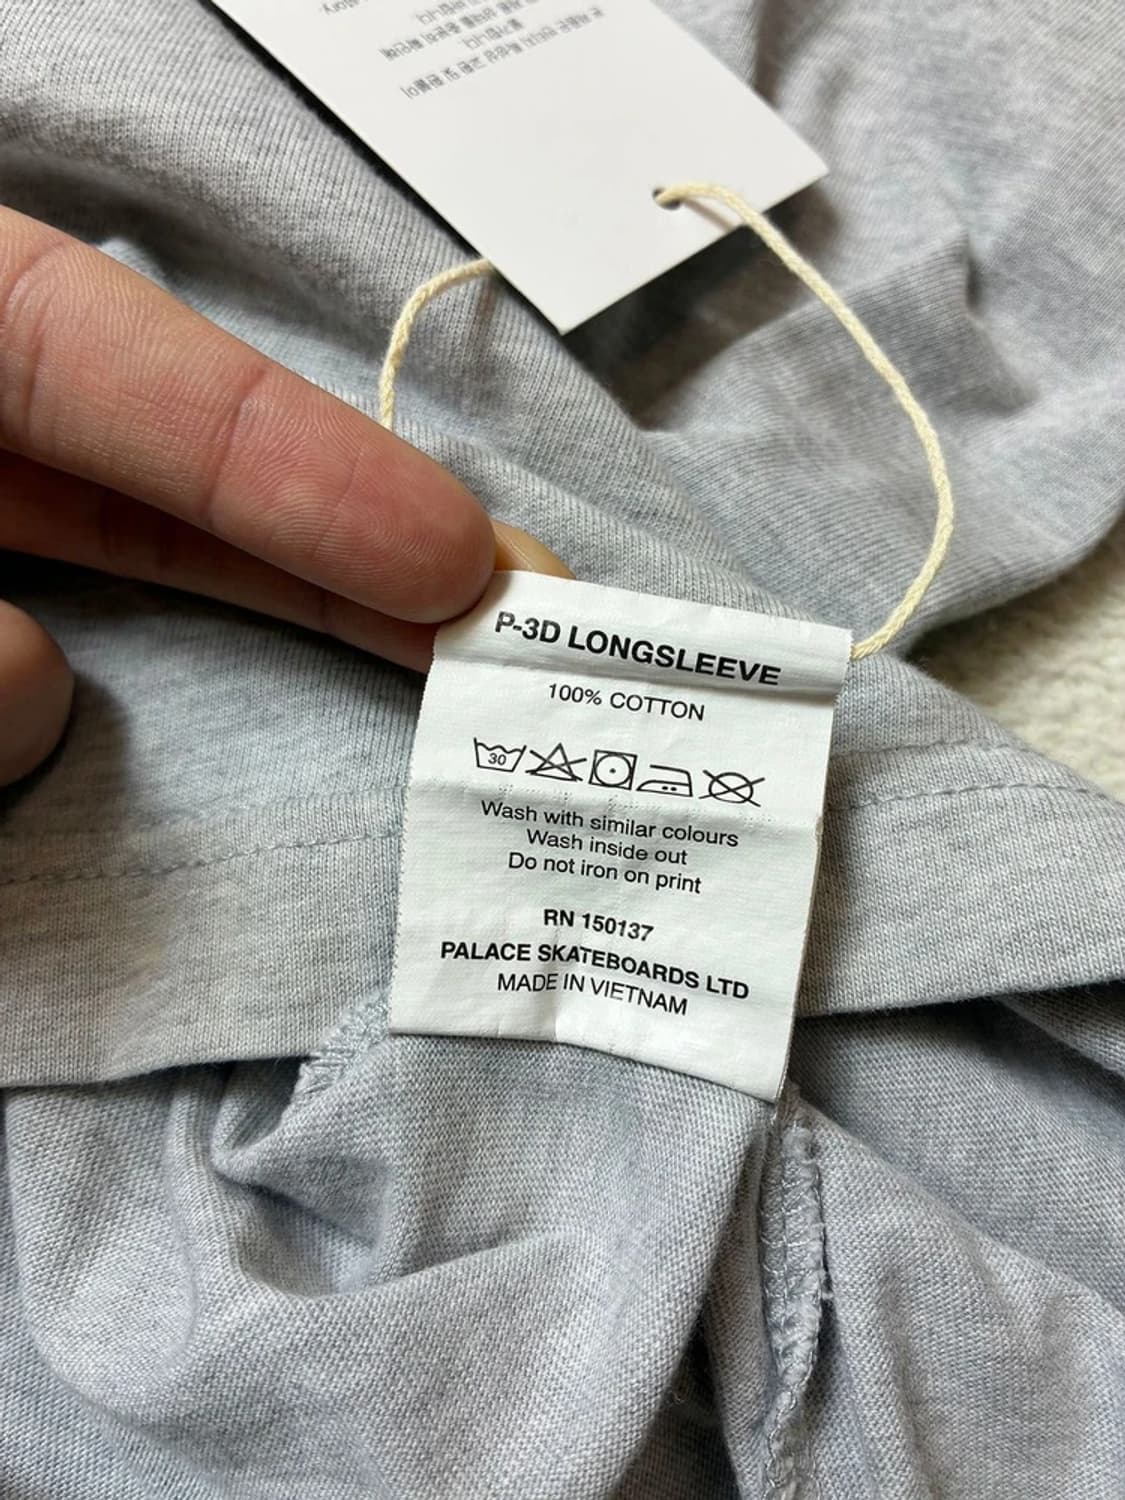 P-3D LONGSLEEVE
100% COTTON
30
Wash with similar colours
Wash inside out
Do not iron on print
RN 150137
PALACE SKATEBOARDS LTD
MADE IN VIETNAM